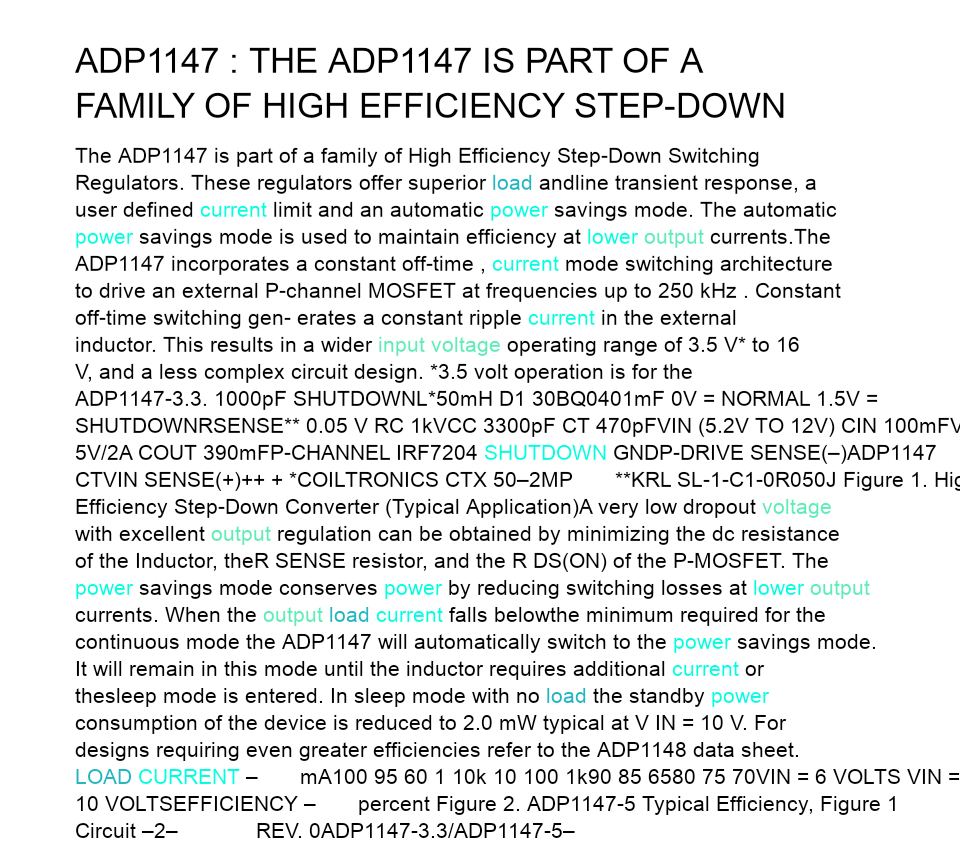 ADP1147 : THE ADP1147 IS PART OF A
FAMILY OF HIGH EFFICIENCY STEP-DOWN
The ADP1147 is part of a family of High Efficiency Step-Down Switching
Regulators. These regulators offer superior load andline transient response, a
user defined current limit and an automatic power savings mode. The automatic
power savings mode is used to maintain efficiency at lower output currents.The
ADP1147 incorporates a constant off-time , current mode switching architecture
to drive an external P-channel MOSFET at frequencies up to 250 kHz . Constant
off-time switching gen- erates a constant ripple current in the external
inductor. This results in a wider input voltage operating range of 3.5 V* to 16
V, and a less complex circuit design. *3.5 volt operation is for the
ADP1147-3.3. 1000pF SHUTDOWNL*50mH D1 30BQ0401mF 0V = NORMAL 1.5V =
SHUTDOWNRSENSE** 0.05 V RC 1kVCC 3300pF CT 470pFVIN (5.2V TO 12V) CIN 100mFV
5V/2A COUT 390mFP-CHANNEL IRF7204 SHUTDOWN GNDP-DRIVE SENSE(–)ADP1147
CTVIN SENSE(+)++ + *COILTRONICS CTX 50–2MP **KRL SL-1-C1-0R050J Figure 1. Hig
Efficiency Step-Down Converter (Typical Application)A very low dropout voltage
with excellent output regulation can be obtained by minimizing the dc resistance
of the Inductor, theR SENSE resistor, and the R DS(ON) of the P-MOSFET. The
power savings mode conserves power by reducing switching losses at lower output
currents. When the output load current falls belowthe minimum required for the
continuous mode the ADP1147 will automatically switch to the power savings mode.
It will remain in this mode until the inductor requires additional current or
thesleep mode is entered. In sleep mode with no load the standby power
consumption of the device is reduced to 2.0 mW typical at V IN = 10 V. For
designs requiring even greater efficiencies refer to the ADP1148 data sheet.
LOAD CURRENT – mA100 95 60 1 10k 10 100 1k90 85 6580 75 70VIN = 6 VOLTS VIN =
10 VOLTSEFFICIENCY – percent Figure 2. ADP1147-5 Typical Efficiency, Figure 1
Circuit –2– REV. 0ADP1147-3.3/ADP1147-5–